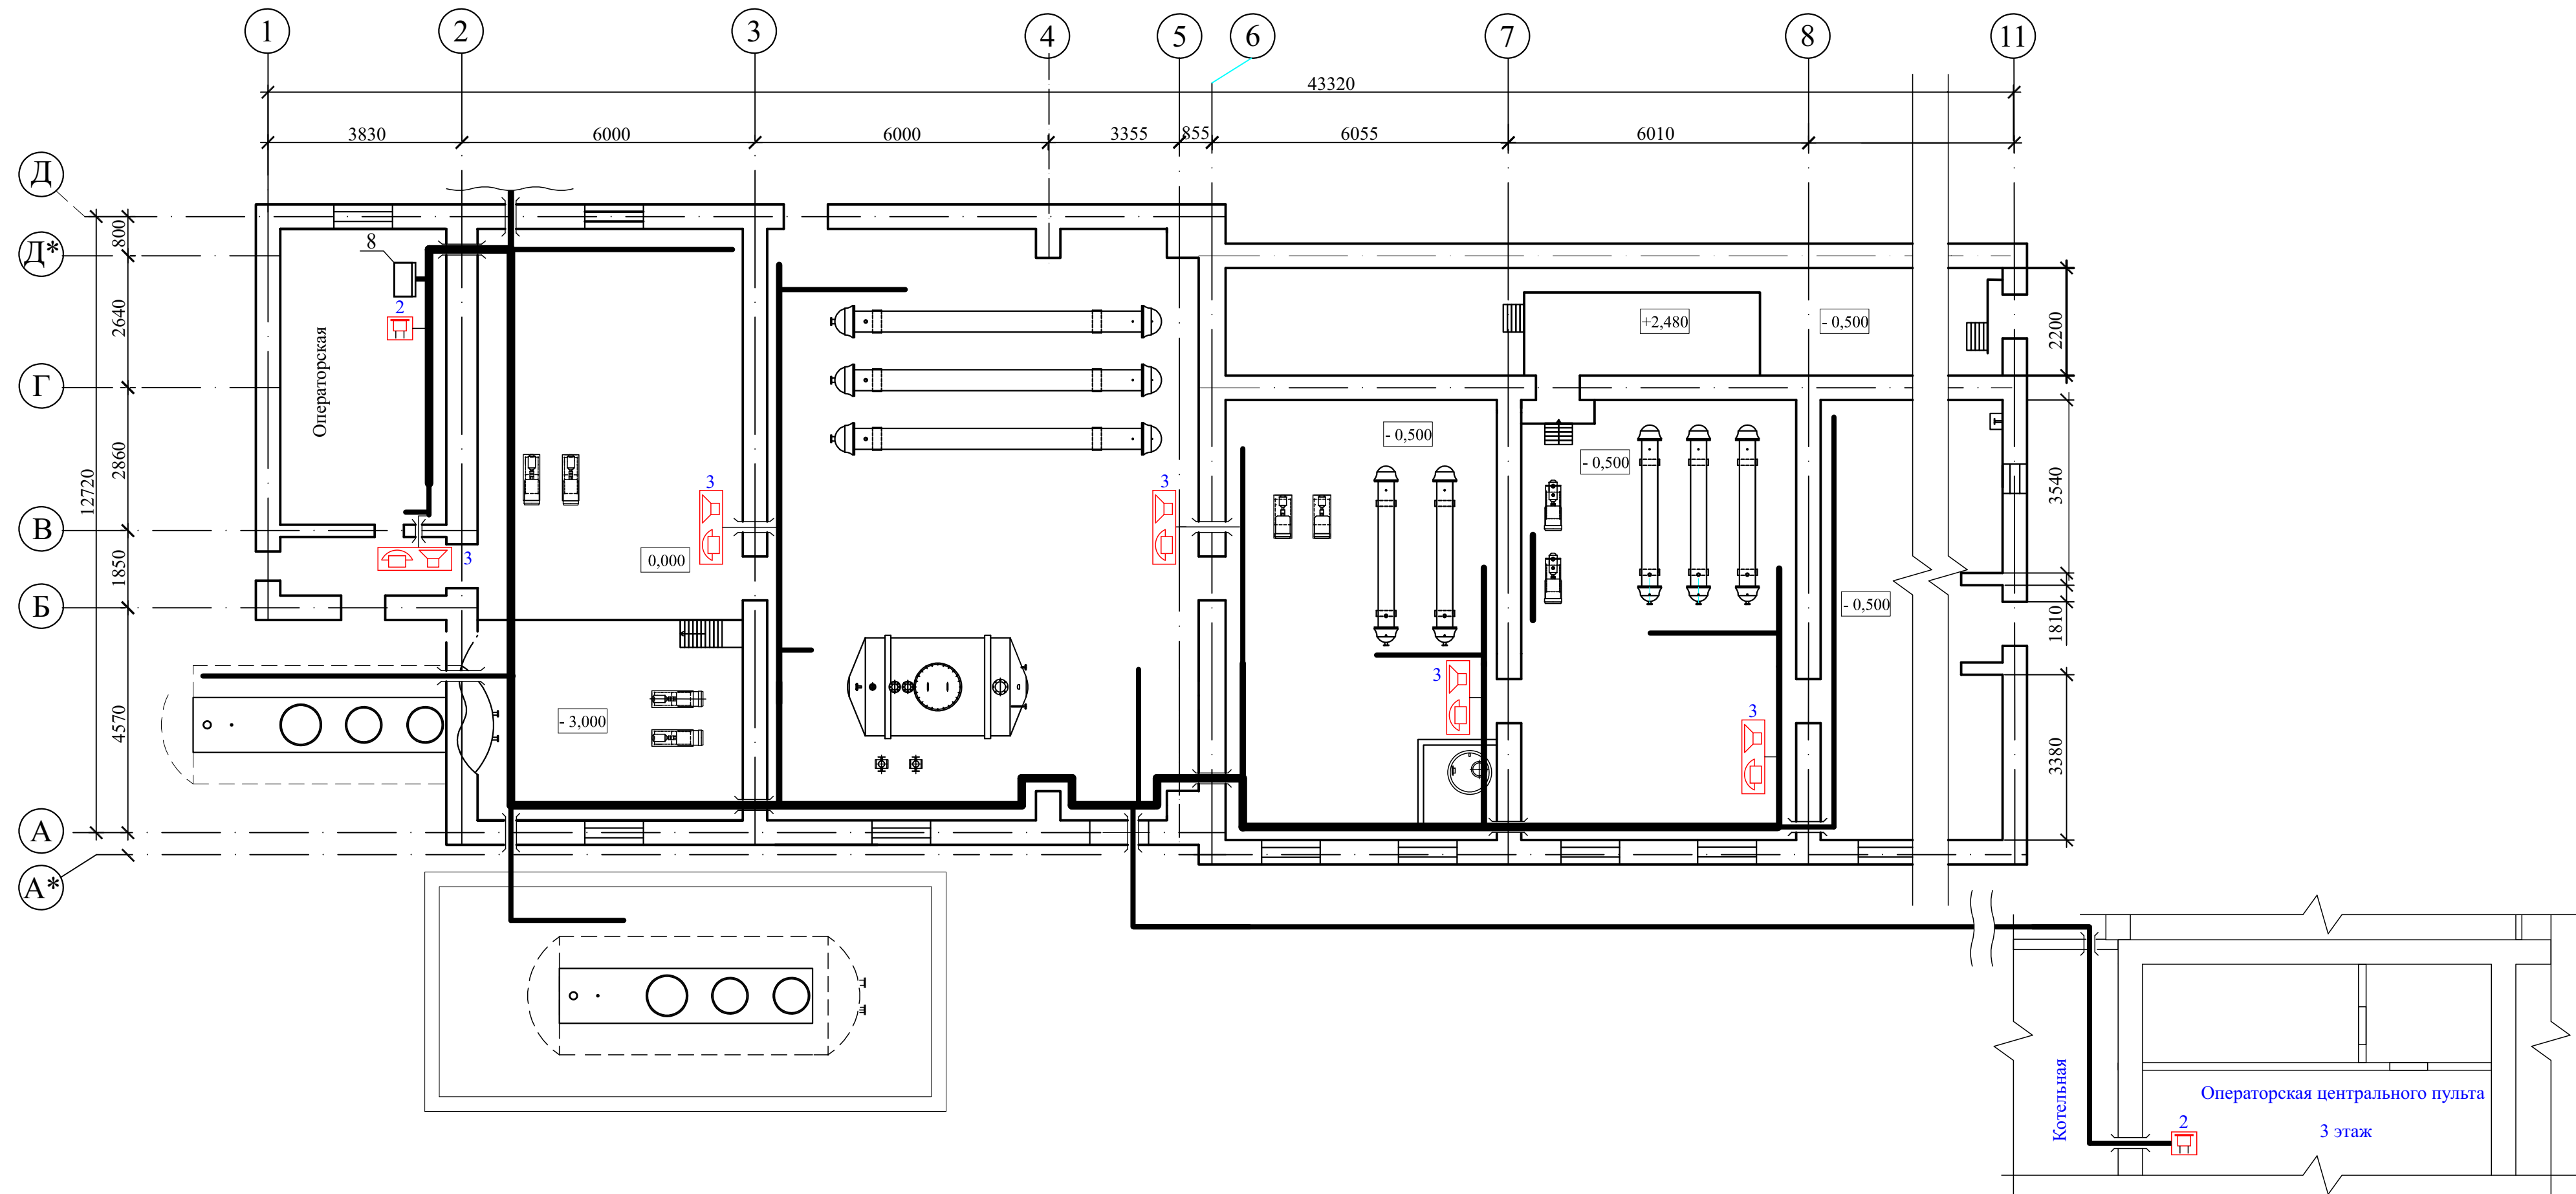 1 2 3 4 5 6 7 8 11
43320
3830 6000 6000 3355 855 6055 6010
Д
Д*
Г
В
Б
А
А*
12720
800
2640
2860
1850
4570
8
2
Операторская
3
0,000
- 3,000
3
3
- 0,500
3
- 0,500
3
+2,480
- 0,500
- 0,500
2200
3540
1810
3380
Котельная
Операторская центрального пульта
3 этаж
2